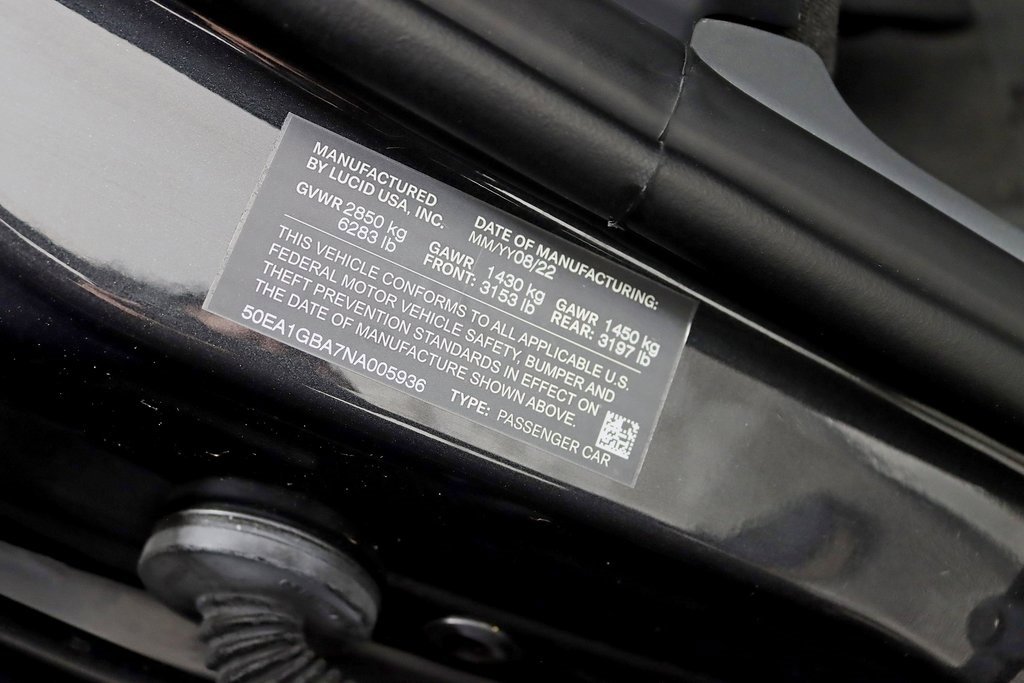 MANUFACTURED
BY LUCID USA, INC.
DATE OF MANUFACTURING:
MM/YY08/22
GVWR 2850 kg
6283 lb
GAWR 1430 kg
FRONT: 3153 lb
GAWR 1450 kg
REAR: 3197 lb
THIS VEHICLE CONFORMS TO ALL APPLICABLE U.S.
FEDERAL MOTOR VEHICLE SAFETY, BUMPER AND
THEFT PREVENTION STANDARDS IN EFFECT ON
THE DATE OF MANUFACTURE SHOWN ABOVE.
50EA1GBA7NA005936
TYPE: PASSENGER CAR